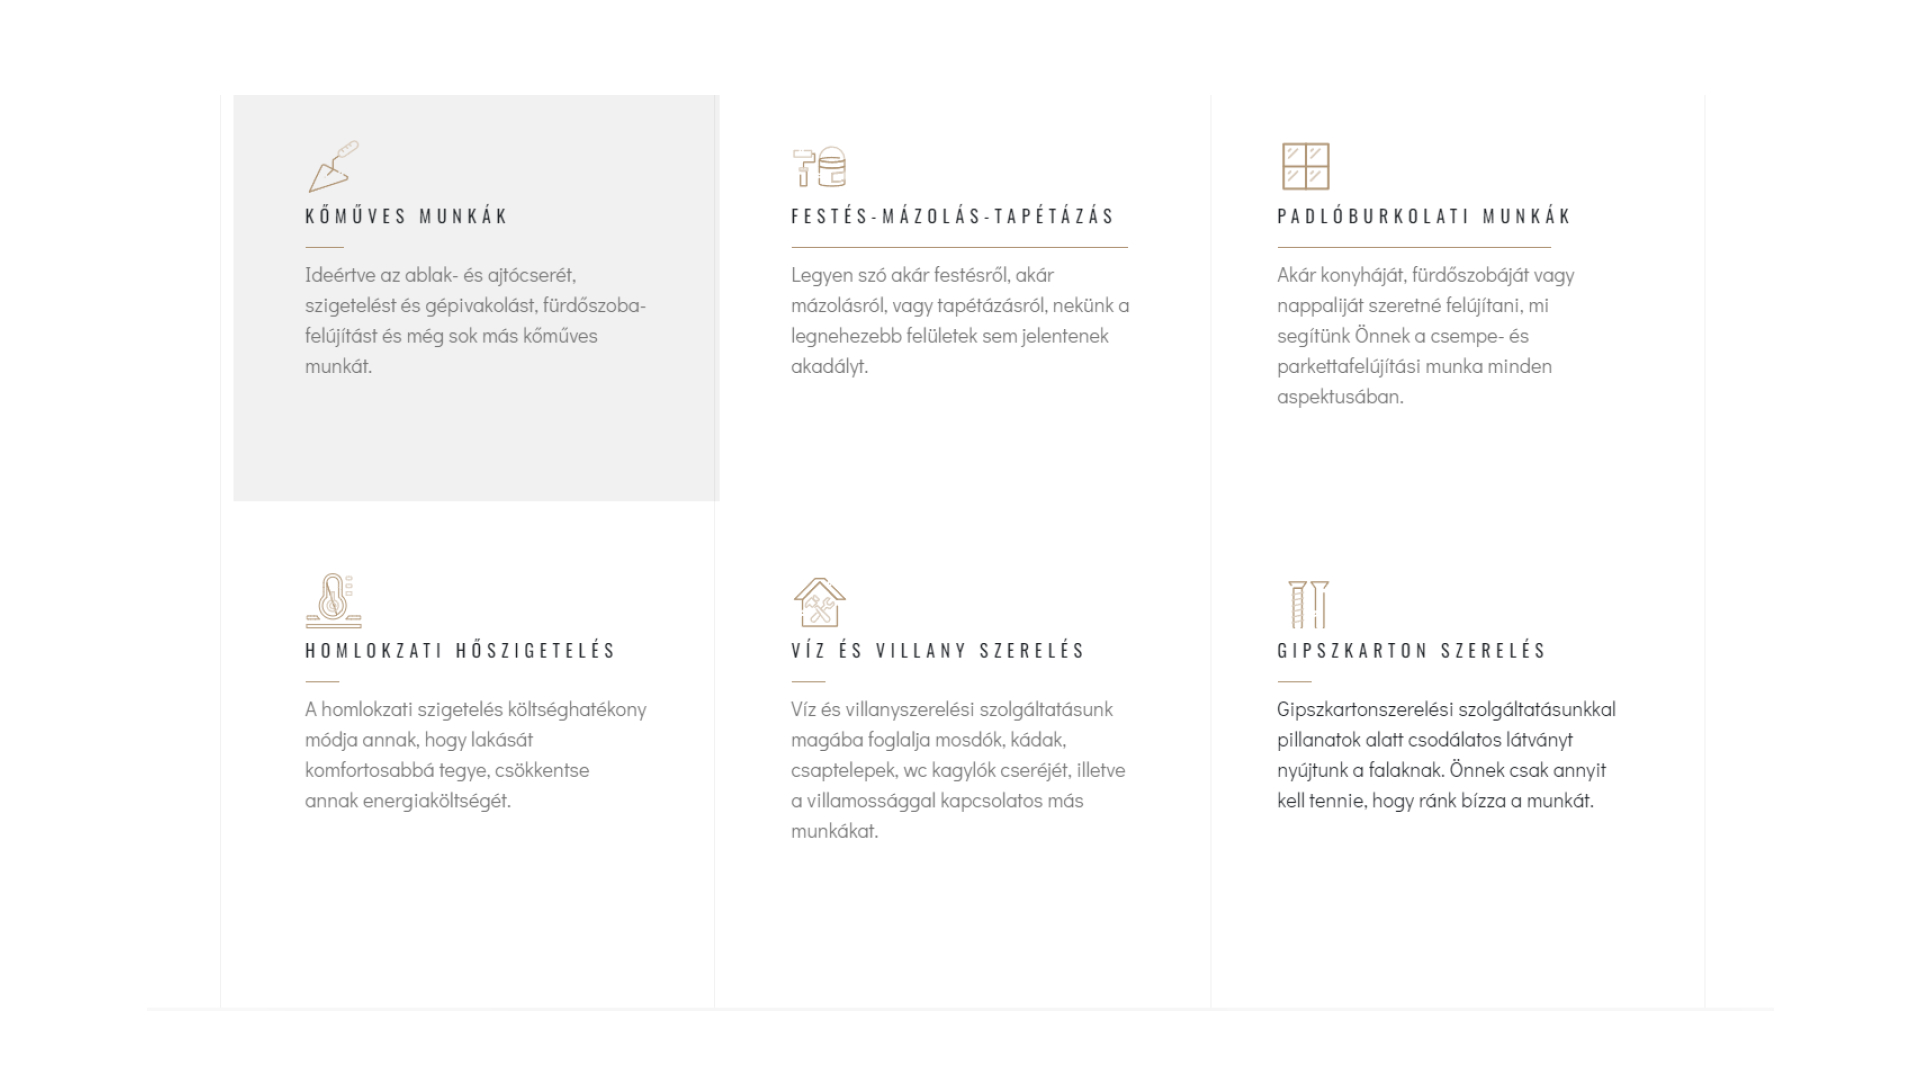 KŐMŰVES MUNKÁK
Ideértve az ablak- és ajtócserét,
szigetelést és gépivakolást, fürdőszoba-
felújítást és még sok más kőműves
munkát.
FESTÉS-MÁZOLÁS-TAPÉTÁZÁS
Legyen szó akár festésről, akár
mázolásról, vagy tapétázásról, nekünk a
legnehezebb felületek sem jelentenek
akadályt.
PADLÓBURKOLATI MUNKÁK
Akár konyháját, fürdőszobáját vagy
nappaliját szeretné felújítani, mi
segítünk Önnek a csempe- és
parkettafelújítási munka minden
aspektusában.
HOMLOKZATI HŐSZIGETELÉS
A homlokzati szigetelés költséghatékony
módja annak, hogy lakását
komfortosabbá tegye, csökkentse
annak energiaköltségét.
VÍZ ÉS VILLANY SZERELÉS
Víz és villanyszerelési szolgáltatásunk
magába foglalja mosdók, kádak,
csaptelepek, wc kagylók cseréjét, illetve
a villamossággal kapcsolatos más
munkákat.
GIPSZKARTON SZERELÉS
Gipszkartonszerelési szolgáltatásunkkal
pillanatok alatt csodálatos látványt
nyújtunk a falaknak. Önnek csak annyit
kell tennie, hogy ránk bízza a munkát.